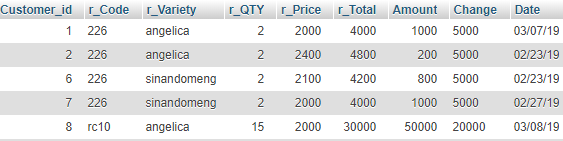 Customer_id r_Code r_Variety r_QTY r_Price r_Total Amount Change Date
1 226 angelica 2 2000 4000 1000 5000 03/07/19
2 226 angelica 2 2400 4800 200 5000 02/23/19
6 226 sinandomeng 2 2100 4200 800 5000 02/23/19
7 226 sinandomeng 2 2000 4000 1000 5000 02/27/19
8 rc10 angelica 15 2000 30000 50000 20000 03/08/19